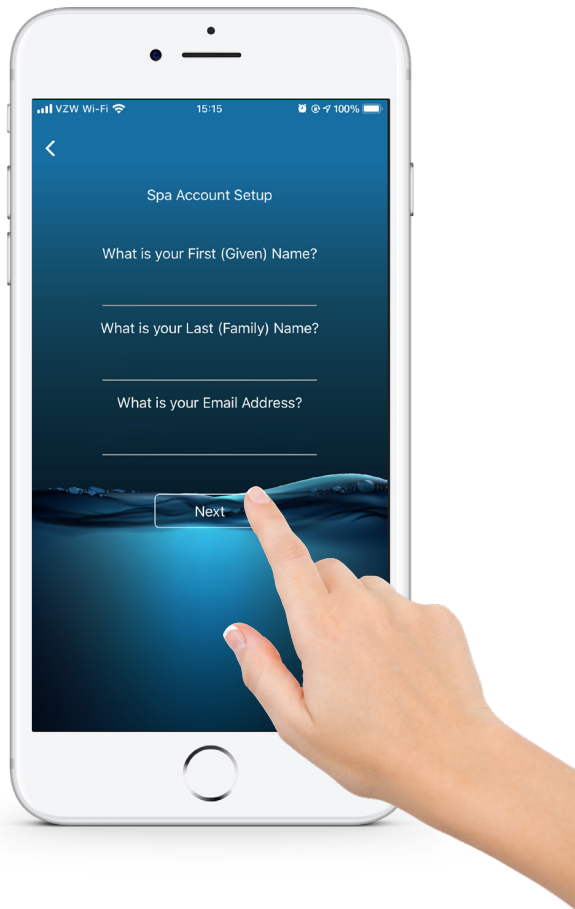 VZW Wi-Fi 15:15 100%
Spa Account Setup
What is your First (Given) Name?
What is your Last (Family) Name?
What is your Email Address?
Next